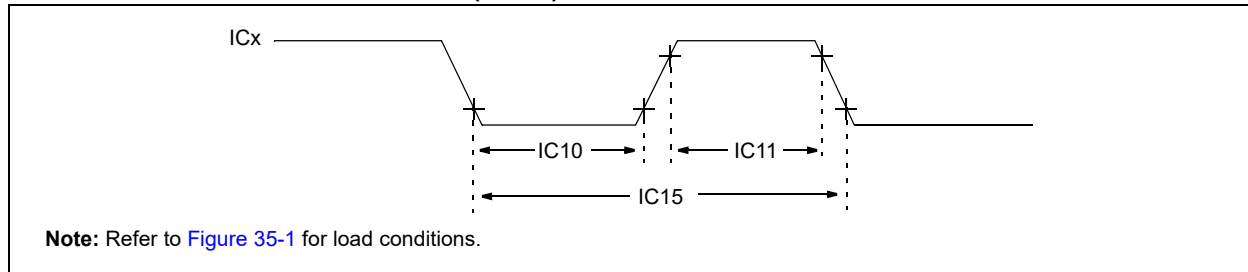 ICx
IC10
IC11
IC15
Note: Refer to Figure 35-1 for load conditions.